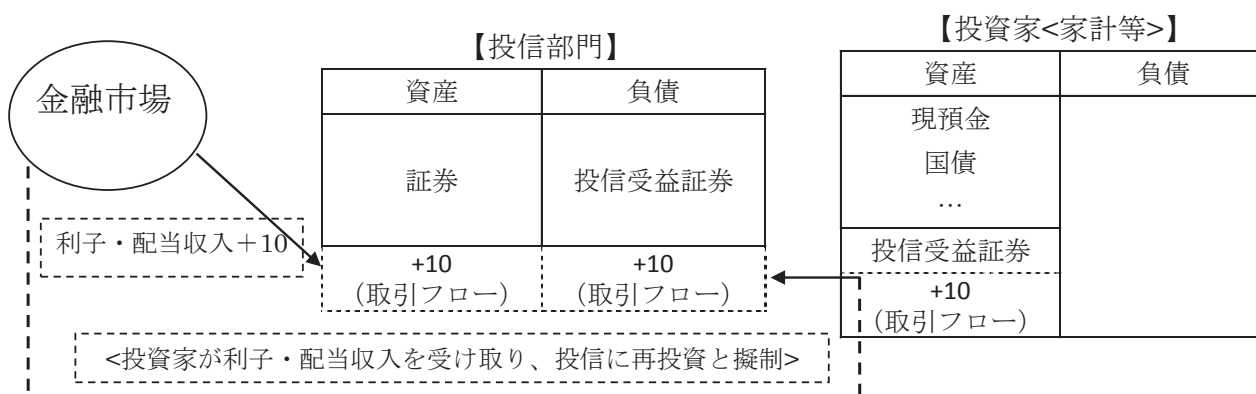 金融市場
利子・配当収入＋10
【投信部門】
資産 負債
証券 投信受益証券
+10 +10
（取引フロー） （取引フロー）
【投資家<家計等>】
資産 負債
現預金
国債
…
投信受益証券
+10
（取引フロー）
<投資家が利子・配当収入を受け取り、投信に再投資と擬制>